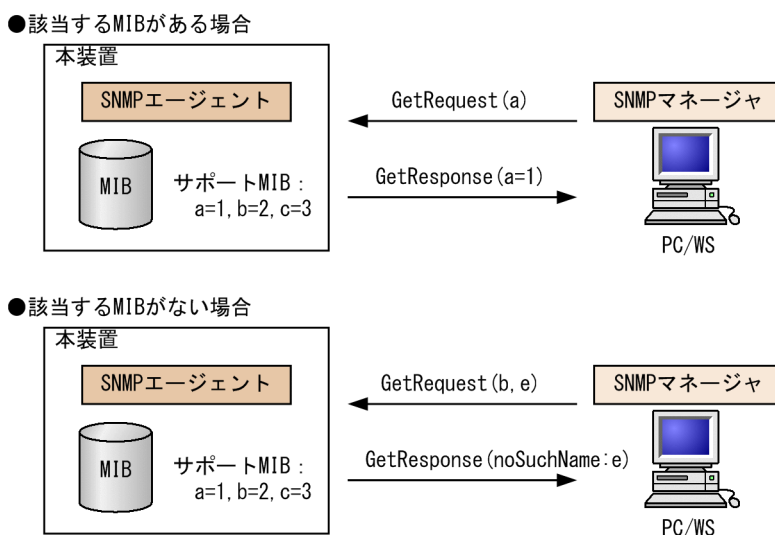 ●該当するMIBがある場合
本装置
SNMPエージェント
GetRequest(a)
SNMPマネージャ
MIB
サポートMIB:
a=1,b=2,c=3
GetResponse(a=1)
PC/WS
●該当するMIBがない場合
本装置
SNMPエージェント
GetRequest(b,e)
SNMPマネージャ
MIB
サポートMIB:
a=1,b=2,c=3
GetResponse(noSuchName:e)
PC/WS